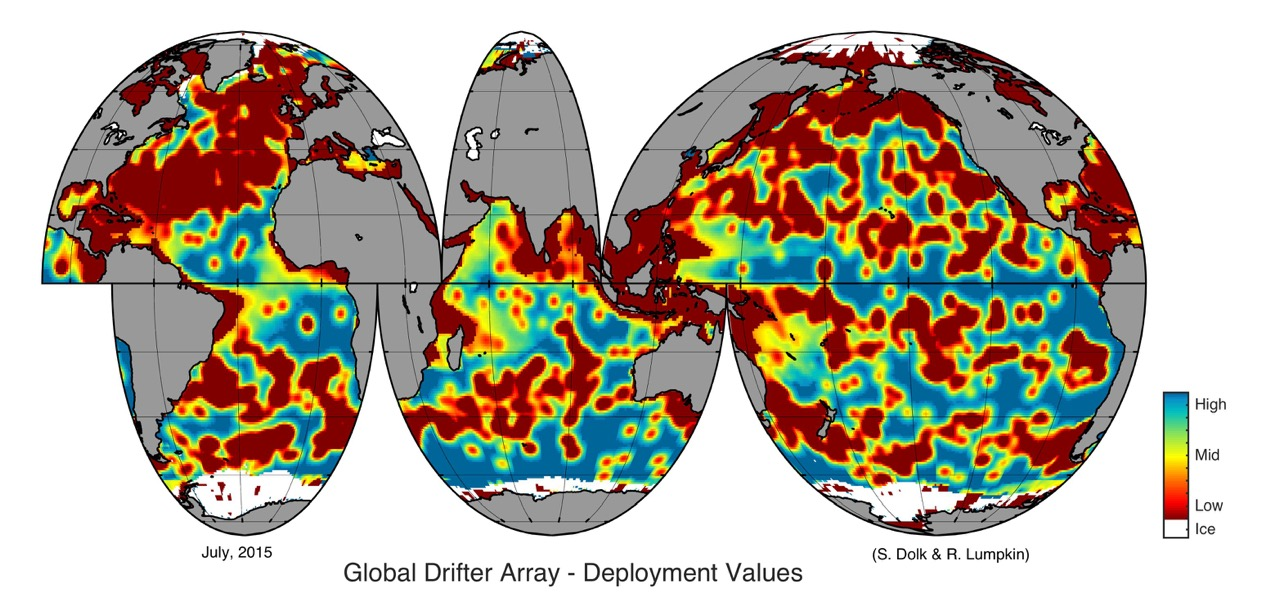 High
Mid
Low
Ice
July, 2015
(S. Dolk & R. Lumpkin)
Global Drifter Array - Deployment Values